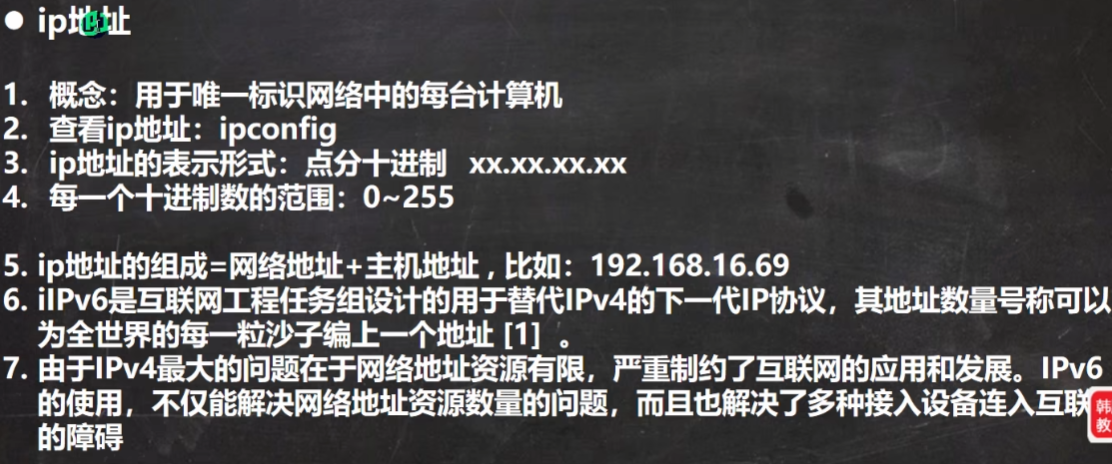 ● ip地址
1. 概念：用于唯一标识网络中的每台计算机
2. 查看ip地址：ipconfig
3. ip地址的表示形式：点分十进制 xx.xx.xx.xx
4. 每一个十进制数的范围：0~255
5. ip地址的组成=网络地址+主机地址，比如：192.168.16.69
6. iIPv6是互联网工程任务组设计的用于替代IPv4的下一代IP协议，其地址数量号称可以
为全世界的每一粒沙子编上一个地址 [1] 。
7. 由于IPv4最大的问题在于网络地址资源有限，严重制约了互联网的应用和发展。IPv6
的使用，不仅能解决网络地址资源数量的问题，而且也解决了多种接入设备连入互联
的障碍
韩
教